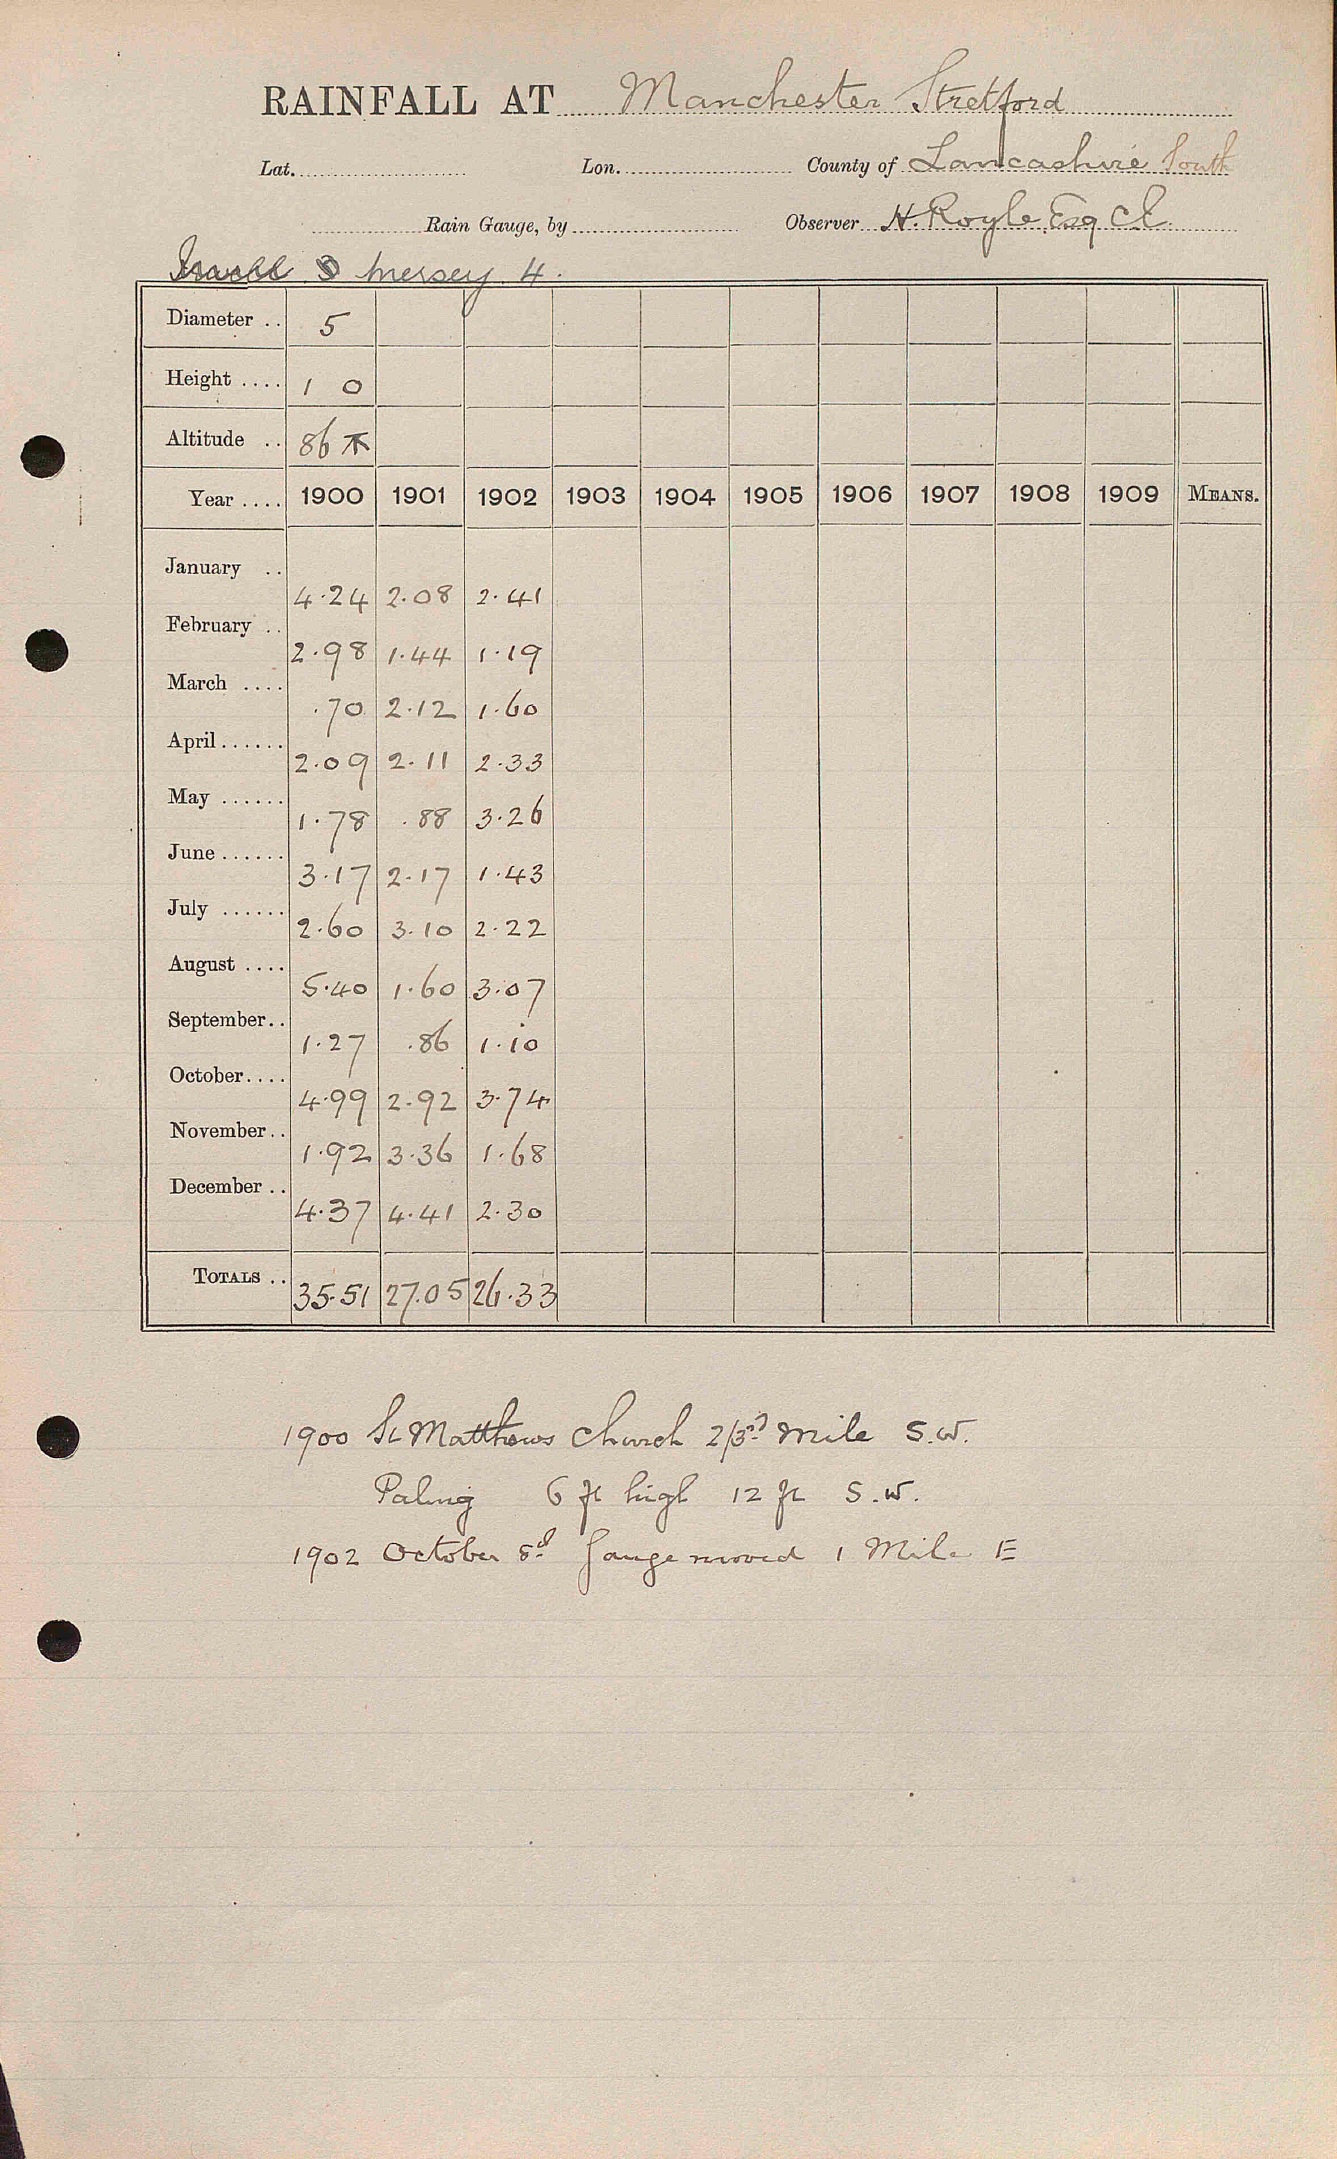 RAINFALL AT Manchester Stretford
Lat. Lon. County of Lancashire South
Rain Gauge, by Observer H. Royle Esq C.E.
Irwell 3 Mersey 4.
Diameter .. 5
Height .... 1 0
Altitude .. 86
Year .... 1900 1901 1902 1903 1904 1905 1906 1907 1908 1909 MEANS.
January .. 4.24 2.08 2.41
February .. 2.98 1.44 1.19
March .... .70 2.12 1.60
April ...... 2.09 2.11 2.33
May ...... 1.78 .88 3.26
June ...... 3.17 2.17 1.43
July ...... 2.60 3.10 2.22
August .... 5.40 1.60 3.07
September.. 1.27 .86 1.10
October.... 4.99 2.92 3.74
November.. 1.92 3.36 1.68
December .. 4.37 4.41 2.30
TOTALS .. 35.51 27.05 26.33
1900 St Matthews Church 2/3rd Mile S.W.
Paling 6 ft high 12 ft S.W.
1902 October Gauge moved 1 Mile E